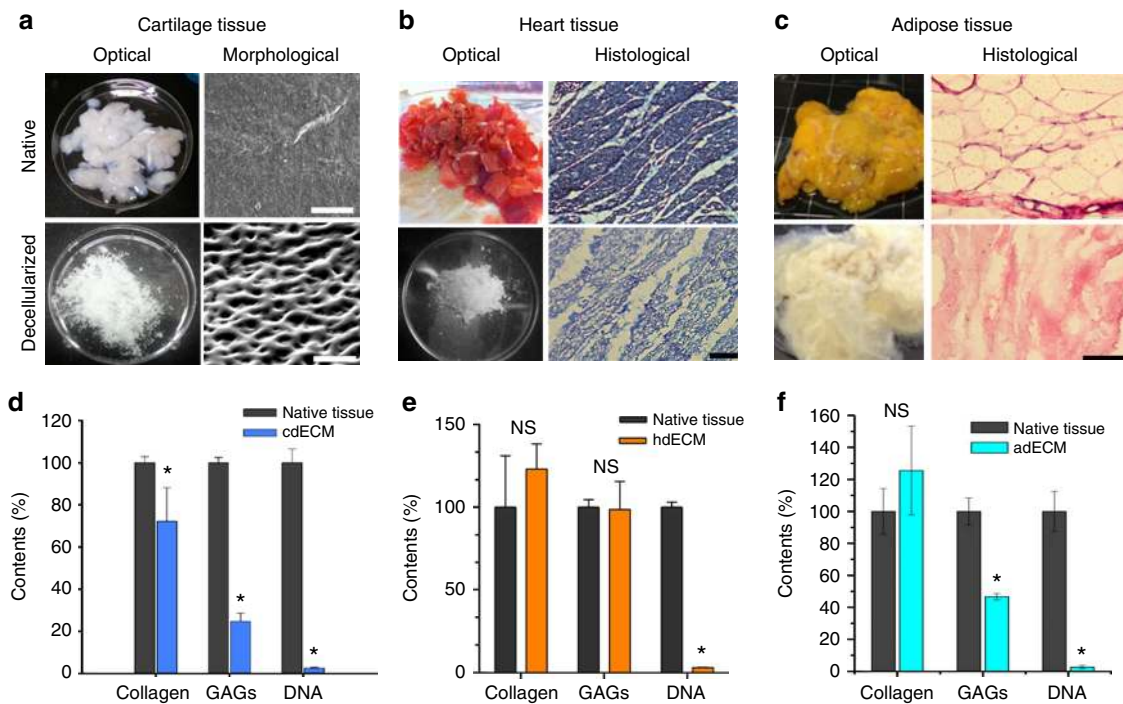 a Cartilage tissue
Optical Morphological
b Heart tissue
Optical Histological
c Adipose tissue
Optical Histological
Native
Decellularized
d
120
100
80
60
40
20
0
Contents (%)
Native tissue
cdECM
*
*
*
Collagen GAGs DNA
e
150
100
50
0
Contents (%)
Native tissue
hdECM
NS
NS
*
Collagen GAGs DNA
f
160
140
120
100
80
60
40
20
0
Contents (%)
Native tissue
adECM
NS
*
*
Collagen GAGs DNA